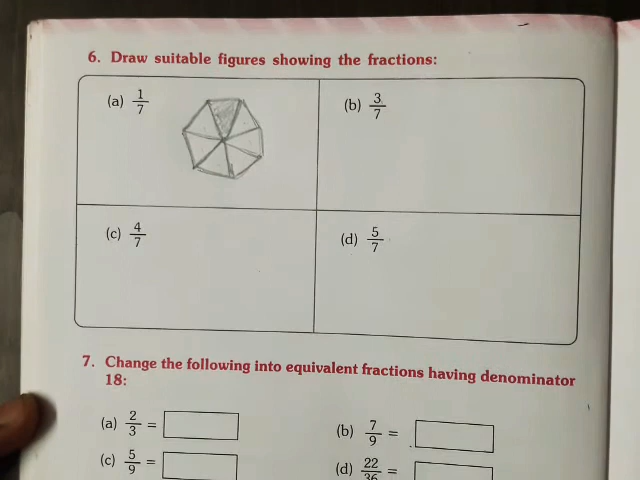 6. Draw suitable figures showing the fractions:
(a) 1/7
(b) 3/7
(c) 4/7
(d) 5/7
7. Change the following into equivalent fractions having denominator
18:
(a) 2/3 =
(b) 7/9 =
(c) 5/9 =
(d) 22/36 =